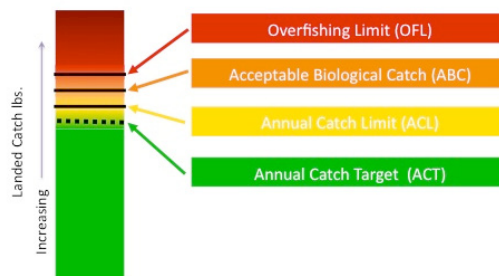 Overfishing Limit (OFL)
Acceptable Biological Catch (ABC)
Annual Catch Limit (ACL)
Annual Catch Target (ACT)
Landed Catch lbs.
Increasing